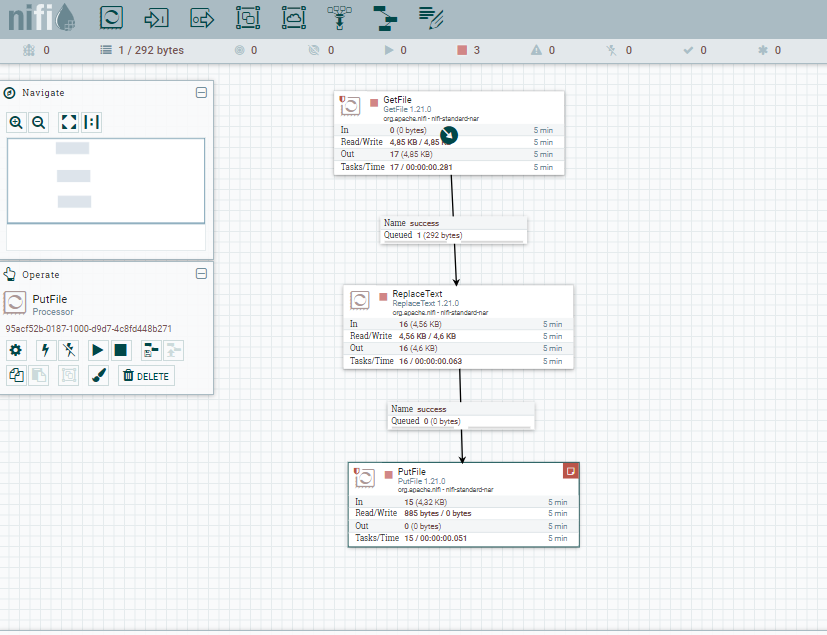 nifi
0
1 / 292 bytes
0
0
0
3
0
0
0
0
Navigate
GetFile
GetFile 1.21.0
org.apache.nifi - nifi-standard-nar
In 0 (0 bytes) 5 min
Read/Write 4,85 KB / 4,85 5 min
Out 17 (4,85 KB) 5 min
Tasks/Time 17 / 00:00:00.281 5 min
Name success
Queued 1 (292 bytes)
Operate
PutFile
Processor
95acf52b-0187-1000-d9d7-4c8fd448b271
DELETE
ReplaceText
ReplaceText 1.21.0
org.apache.nifi - nifi-standard-nar
In 16 (4,56 KB) 5 min
Read/Write 4,56 KB / 4,6 KB 5 min
Out 16 (4,6 KB) 5 min
Tasks/Time 16 / 00:00:00.063 5 min
Name success
Queued 0 (0 bytes)
PutFile
PutFile 1.21.0
org.apache.nifi - nifi-standard-nar
In 15 (4,32 KB) 5 min
Read/Write 885 bytes / 0 bytes 5 min
Out 0 (0 bytes) 5 min
Tasks/Time 15 / 00:00:00.051 5 min